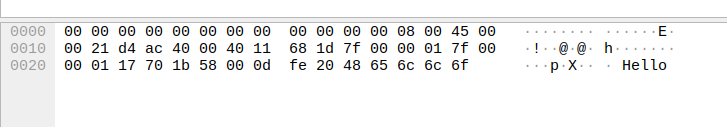 0000 00 00 00 00 00 00 00 00 00 00 00 00 08 00 45 00 ········ ······E·
0010 00 21 d4 ac 40 00 40 11 68 1d 7f 00 00 01 7f 00 ·!··@·@· h·······
0020 00 01 17 70 1b 58 00 0d fe 20 48 65 6c 6c 6f ···p·X·· · Hello